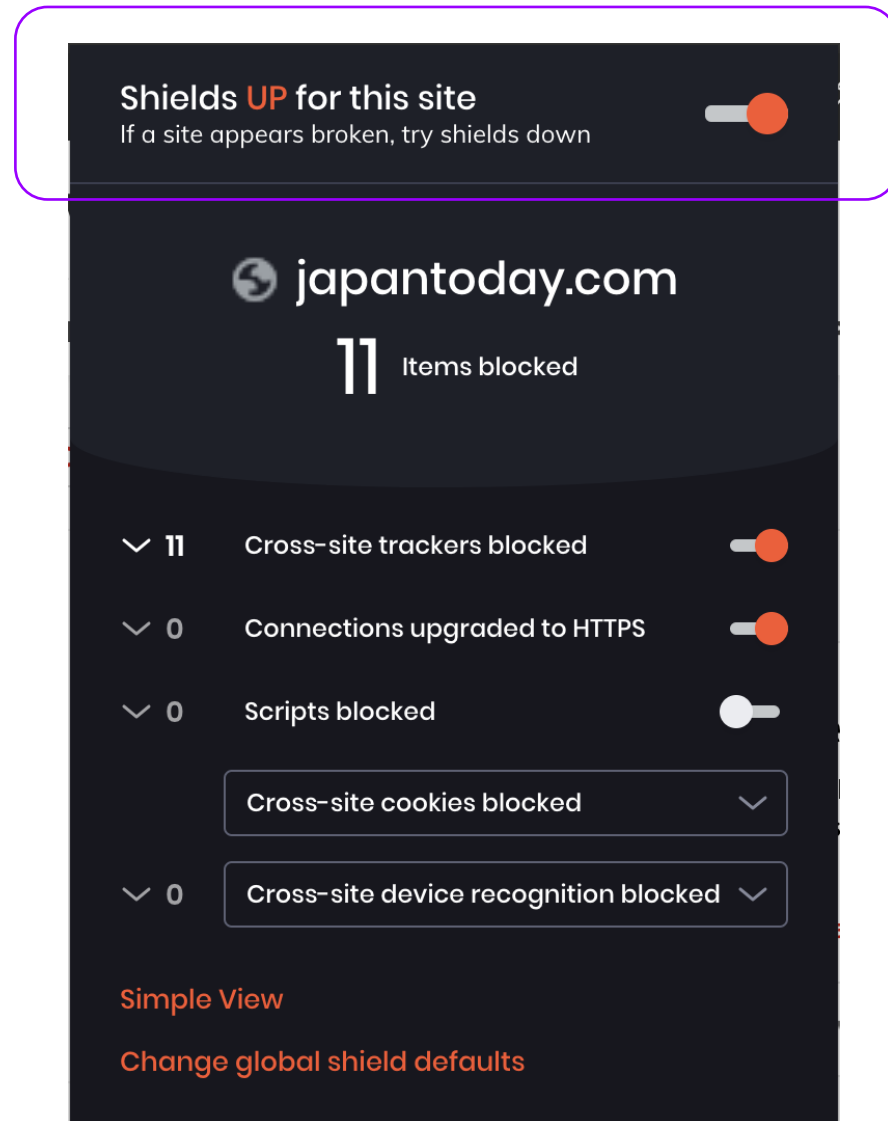 Shields UP for this site
If a site appears broken, try shields down
japantoday.com
11 Items blocked
11 Cross-site trackers blocked
0 Connections upgraded to HTTPS
0 Scripts blocked
Cross-site cookies blocked
0 Cross-site device recognition blocked
Simple View
Change global shield defaults